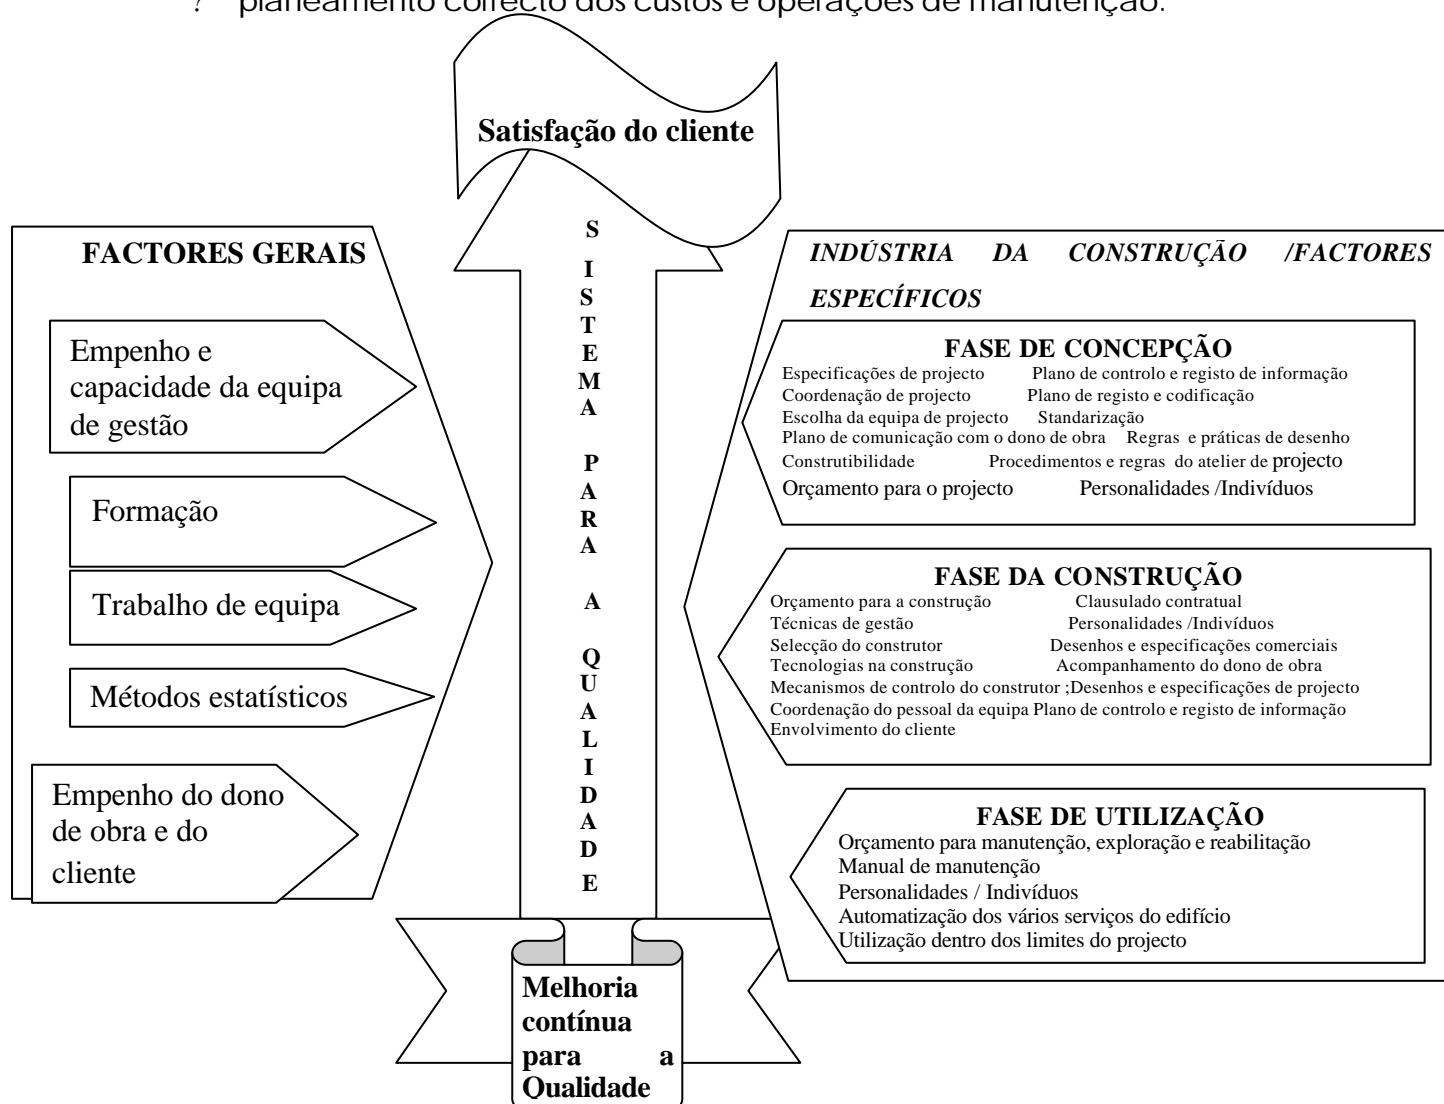 ? planeamento correcto dos custos e operações de manutenção.
Satisfação do cliente
FACTORES GERAIS
Empenho e
capacidade da equipa
de gestão
Formação
Trabalho de equipa
Métodos estatísticos
Empenho do dono
de obra e do
cliente
S
I
S
T
E
M
A
P
A
R
A
A
Q
U
A
L
I
D
A
D
E
Melhoria
contínua
para a
Qualidade
INDÚSTRIA DA CONSTRUÇÃO /FACTORES
ESPECÍFICOS
FASE DE CONCEPÇÃO
Especificações de projecto Plano de controlo e registo de informação
Coordenação de projecto Plano de registo e codificação
Escolha da equipa de projecto Standarização
Plano de comunicação com o dono de obra Regras e práticas de desenho
Construtibilidade Procedimentos e regras do atelier de projecto
Orçamento para o projecto Personalidades /Indivíduos
FASE DA CONSTRUÇÃO
Orçamento para a construção Clausulado contratual
Técnicas de gestão Personalidades /Indivíduos
Selecção do construtor Desenhos e especificações comerciais
Tecnologias na construção Acompanhamento do dono de obra
Mecanismos de controlo do construtor ;Desenhos e especificações de projecto
Coordenação do pessoal da equipa Plano de controlo e registo de informação
Envolvimento do cliente
FASE DE UTILIZAÇÃO
Orçamento para manutenção, exploração e reabilitação
Manual de manutenção
Personalidades / Indivíduos
Automatização dos vários serviços do edifício
Utilização dentro dos limites do projecto